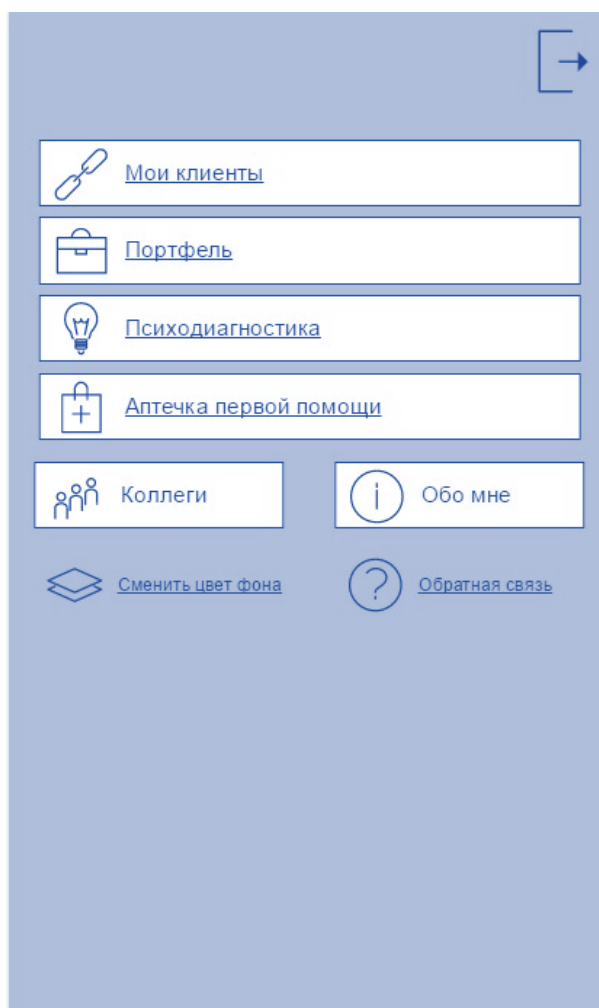 Мои клиенты
Портфель
Психодиагностика
Аптечка первой помощи
Коллеги
Обо мне
Сменить цвет фона
Обратная связь